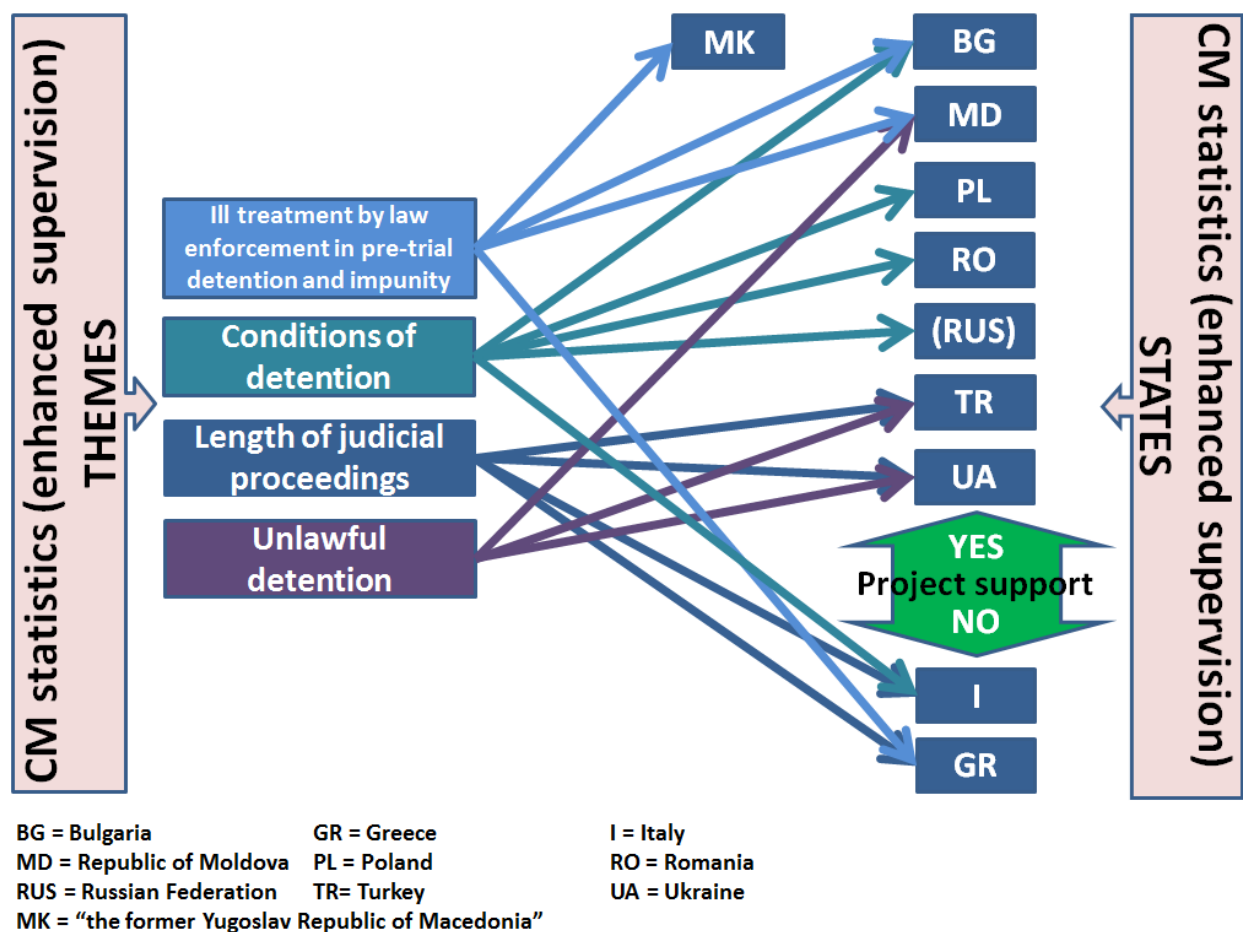 CM statistics (enhanced supervision)
THEMES
Ill treatment by law
enforcement in pre-trial
detention and impunity
Conditions of
detention
Length of judicial
proceedings
Unlawful
detention
MK
BG
MD
PL
RO
(RUS)
TR
UA
YES
Project support
NO
I
GR
CM statistics (enhanced supervision)
STATES
BG = Bulgaria
GR = Greece
I = Italy
MD = Republic of Moldova
PL = Poland
RO = Romania
RUS = Russian Federation
TR= Turkey
UA = Ukraine
MK = “the former Yugoslav Republic of Macedonia”